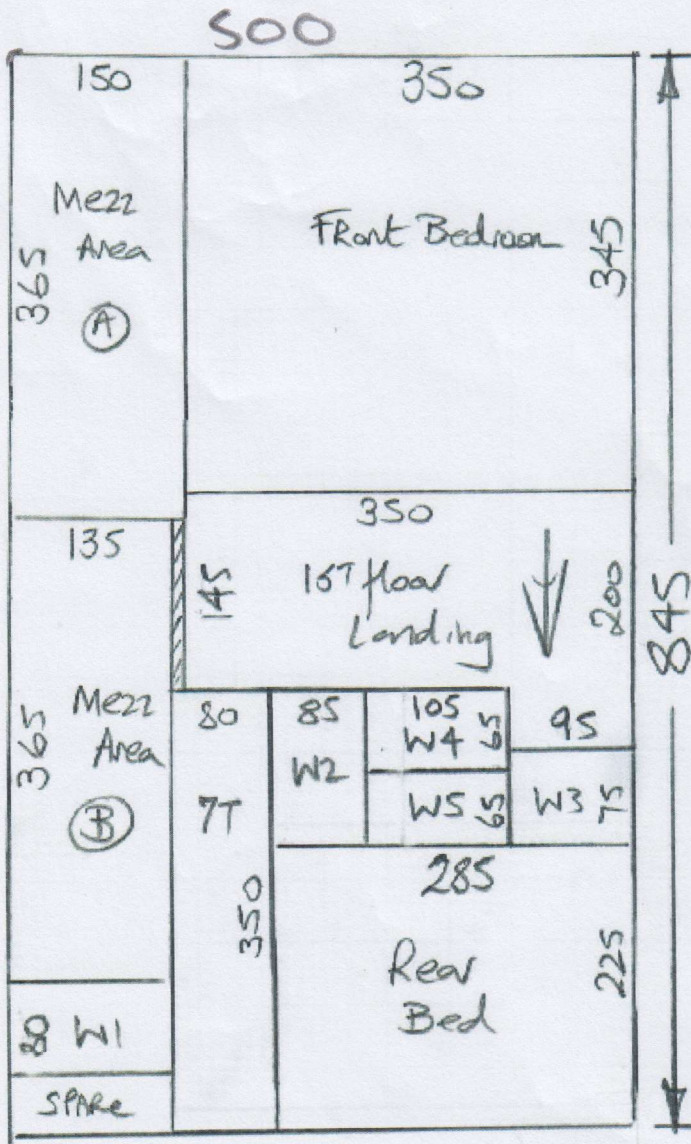 500
150
350
Mezz
Area
A
365
Front Bedroom
345
845
135
350
1ST floor
Landing
145
200
Mezz
Area
B
365
80
7T
350
85
W2
105
W4 65
W5 65
95
W3 75
285
Rear
Bed
225
80 W1
SPARe